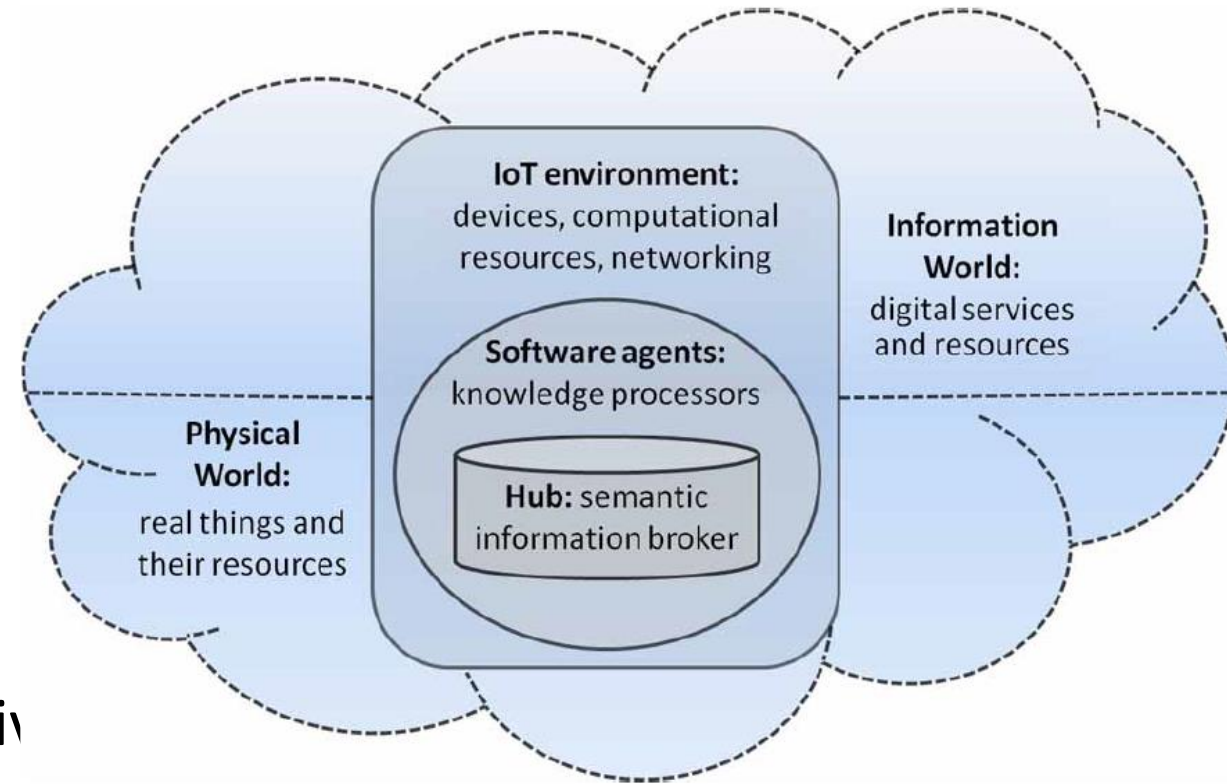 IoT environment:
devices, computational
resources, networking
Information
World:
digital services
and resources
Software agents:
knowledge processors
Physical
World:
real things and
their resources
Hub: semantic
information broker